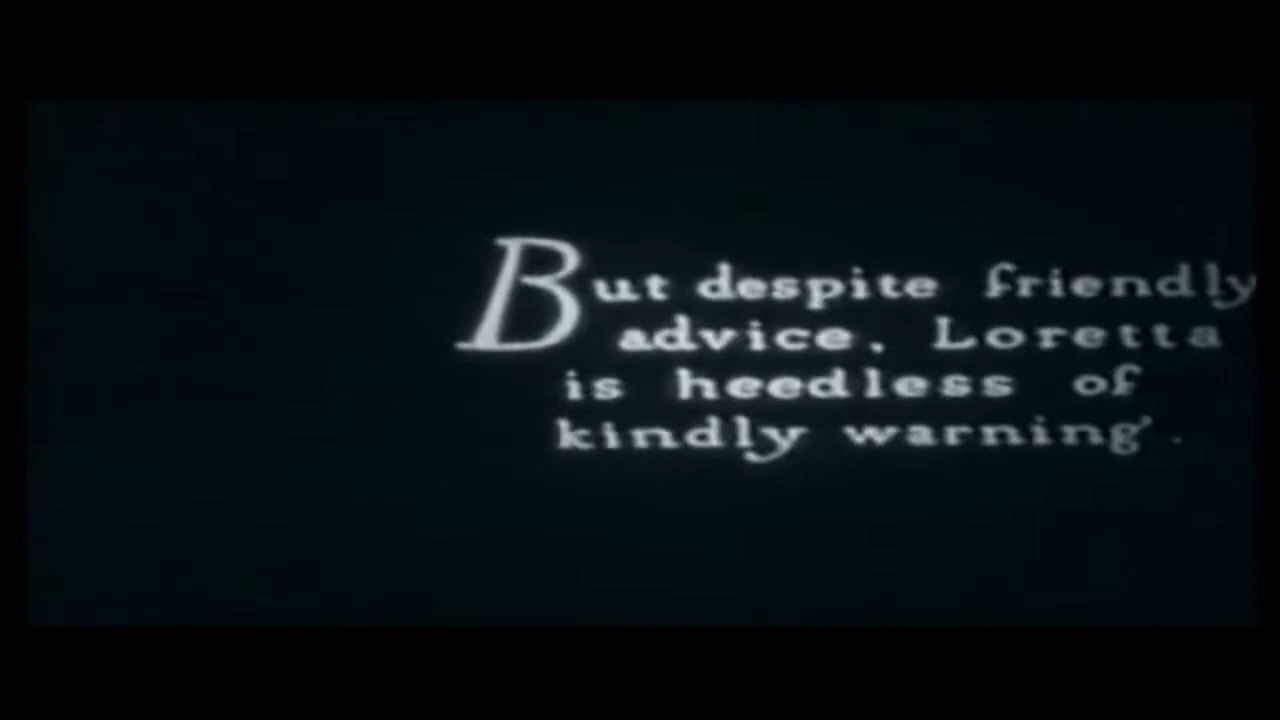 But despite friendly
advice, Loretta
is heedless of
kindly warning.